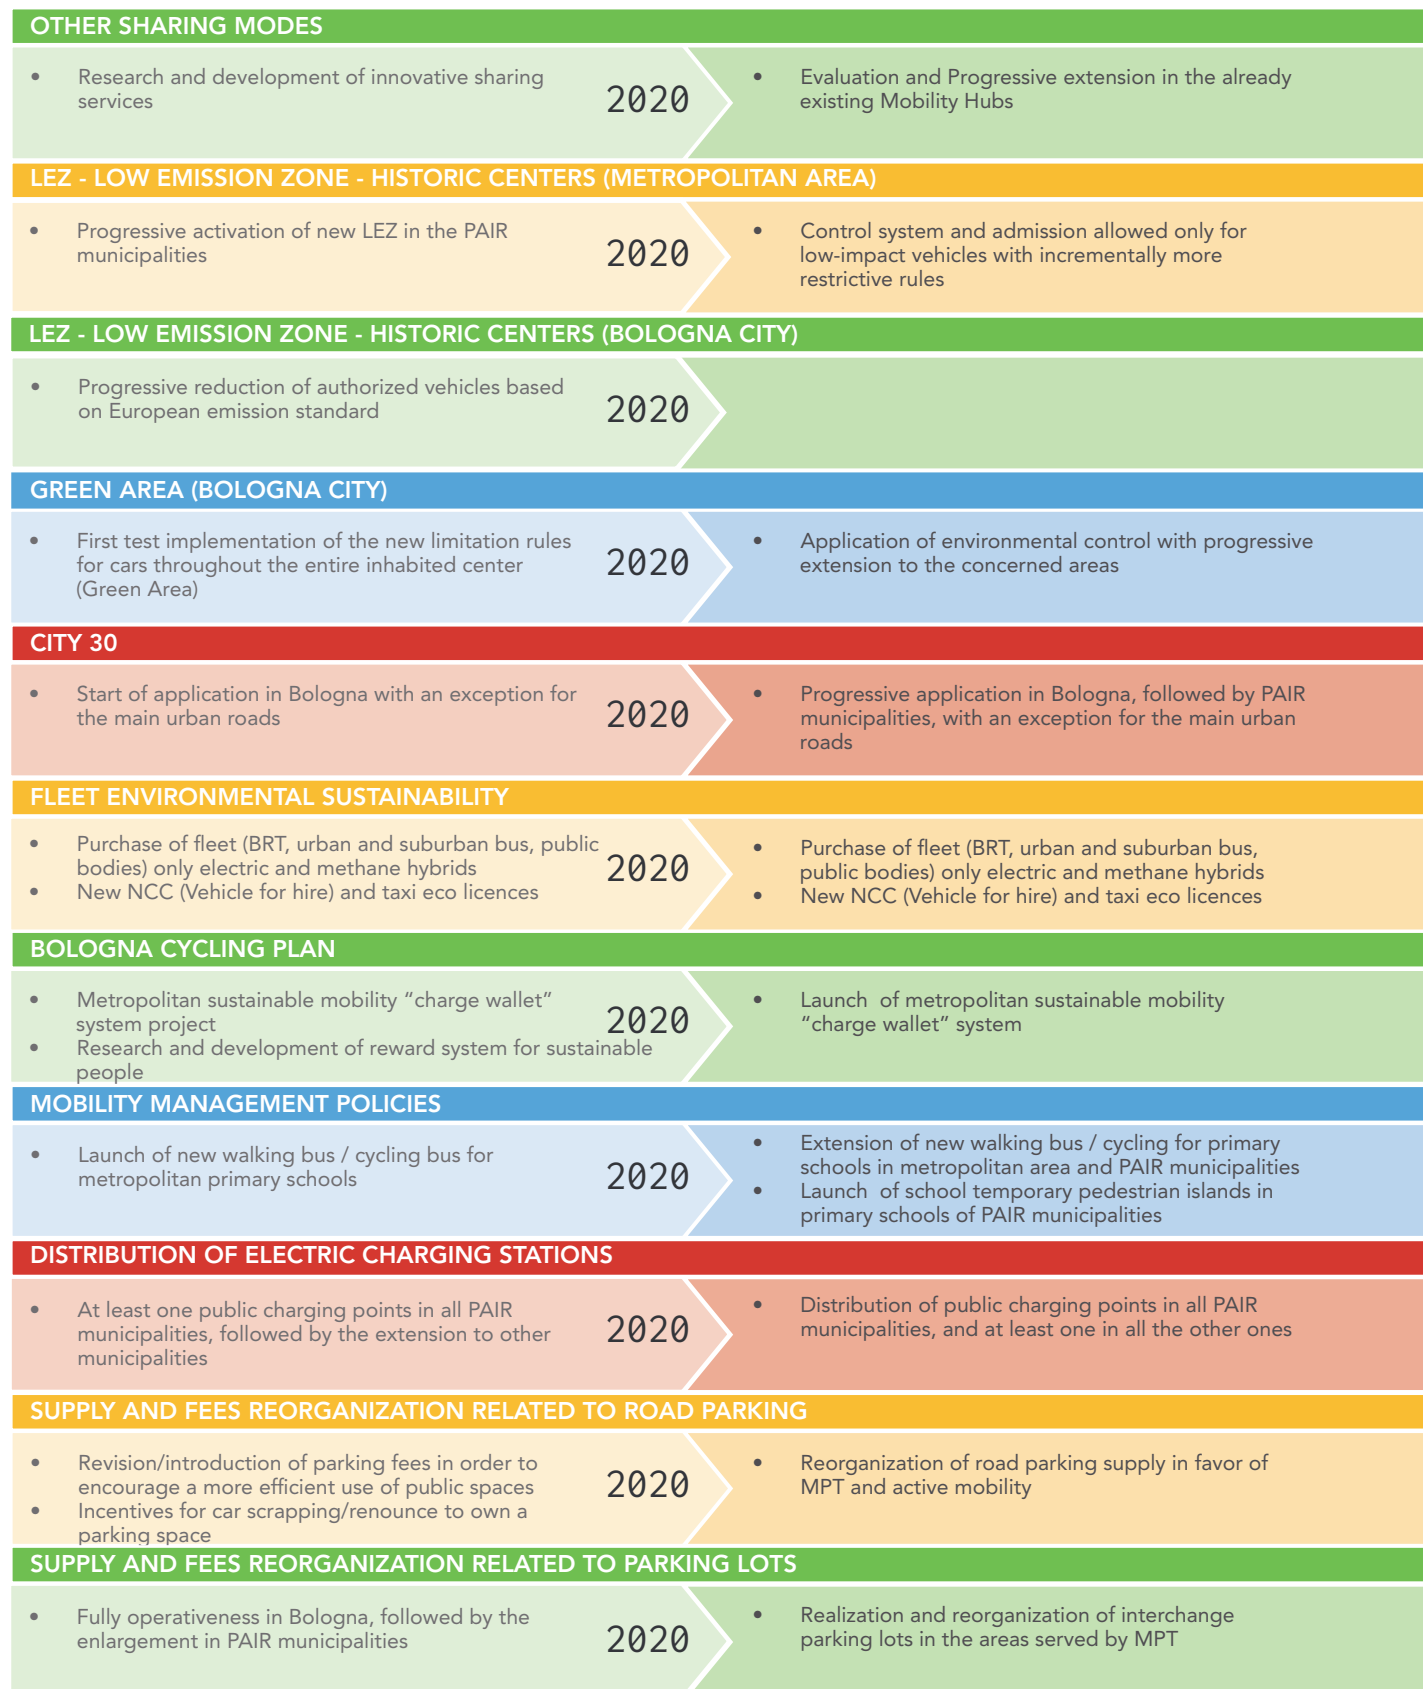 OTHER SHARING MODES
• Research and development of innovative sharing
services
2020
• Evaluation and Progressive extension in the already
existing Mobility Hubs
LEZ - LOW EMISSION ZONE - HISTORIC CENTERS (METROPOLITAN AREA)
• Progressive activation of new LEZ in the PAIR
municipalities
2020
• Control system and admission allowed only for
low-impact vehicles with incrementally more
restrictive rules
LEZ - LOW EMISSION ZONE - HISTORIC CENTERS (BOLOGNA CITY)
• Progressive reduction of authorized vehicles based
on European emission standard
2020
GREEN AREA (BOLOGNA CITY)
• First test implementation of the new limitation rules
for cars throughout the entire inhabited center
(Green Area)
2020
• Application of environmental control with progressive
extension to the concerned areas
CITY 30
• Start of application in Bologna with an exception for
the main urban roads
2020
• Progressive application in Bologna, followed by PAIR
municipalities, with an exception for the main urban
roads
FLEET ENVIRONMENTAL SUSTAINABILITY
• Purchase of fleet (BRT, urban and suburban bus, public
bodies) only electric and methane hybrids
• New NCC (Vehicle for hire) and taxi eco licences
2020
• Purchase of fleet (BRT, urban and suburban bus,
public bodies) only electric and methane hybrids
• New NCC (Vehicle for hire) and taxi eco licences
BOLOGNA CYCLING PLAN
• Metropolitan sustainable mobility “charge wallet”
system project
• Research and development of reward system for sustainable
people
2020
• Launch of metropolitan sustainable mobility
“charge wallet” system
MOBILITY MANAGEMENT POLICIES
• Launch of new walking bus / cycling bus for
metropolitan primary schools
2020
• Extension of new walking bus / cycling for primary
schools in metropolitan area and PAIR municipalities
• Launch of school temporary pedestrian islands in
primary schools of PAIR municipalities
DISTRIBUTION OF ELECTRIC CHARGING STATIONS
• At least one public charging points in all PAIR
municipalities, followed by the extension to other
municipalities
2020
• Distribution of public charging points in all PAIR
municipalities, and at least one in all the other ones
SUPPLY AND FEES REORGANIZATION RELATED TO ROAD PARKING
• Revision/introduction of parking fees in order to
encourage a more efficient use of public spaces
• Incentives for car scrapping/renounce to own a
parking space
2020
• Reorganization of road parking supply in favor of
MPT and active mobility
SUPPLY AND FEES REORGANIZATION RELATED TO PARKING LOTS
• Fully operativeness in Bologna, followed by the
enlargement in PAIR municipalities
2020
• Realization and reorganization of interchange
parking lots in the areas served by MPT